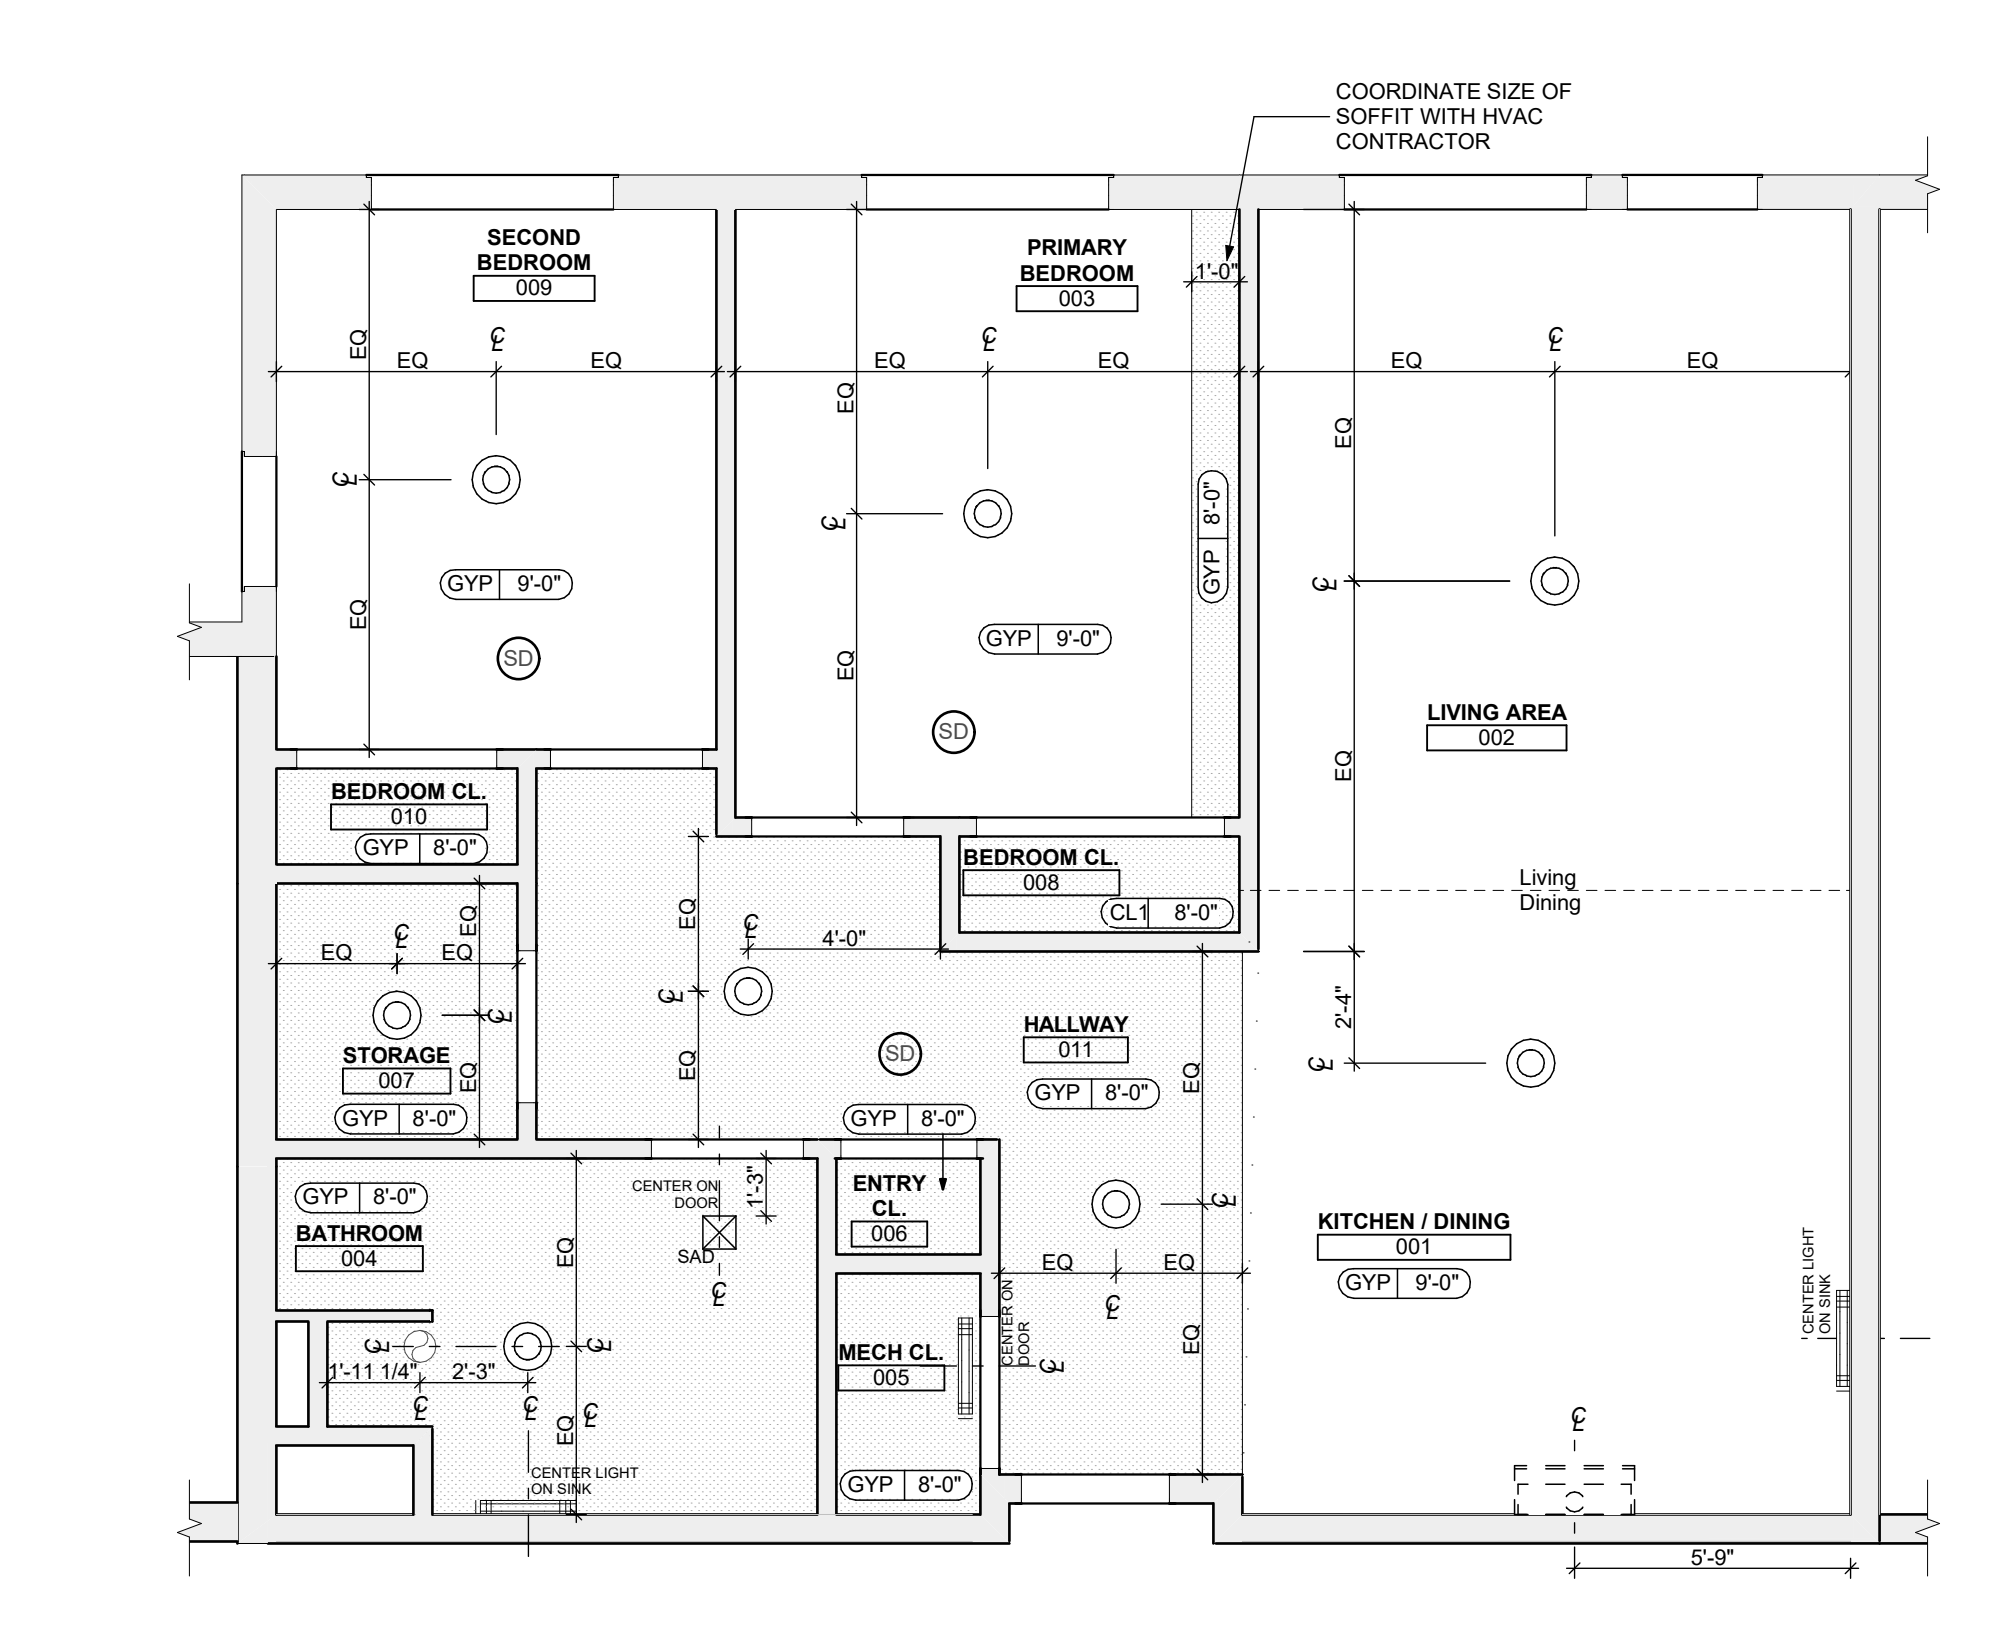 COORDINATE SIZE OF
SOFFIT WITH HVAC
CONTRACTOR
SECOND
BEDROOM
009
PRIMARY
BEDROOM
003
1'-0"
EQ
EQ
EQ
℄
EQ
EQ
EQ
℄
EQ
EQ
℄
EQ
EQ
℄
℄
℄
GYP 8'-0"
GYP 9'-0"
EQ
GYP 9'-0"
EQ
SD
SD
LIVING AREA
002
EQ
BEDROOM CL.
010
GYP 8'-0"
BEDROOM CL.
008
CL1 8'-0"
Living
Dining
EQ
EQ
℄
EQ
EQ
℄
4'-0"
℄
℄
2'-4"
HALLWAY
011
SD
STORAGE
007
EQ
EQ
EQ
℄
GYP 8'-0"
GYP 8'-0"
GYP 8'-0"
GYP 8'-0"
BATHROOM
004
CENTER ON
DOOR
1'-3"
SAD
℄
ENTRY
CL.
006
℄
EQ
EQ
℄
KITCHEN / DINING
001
GYP 9'-0"
CENTER LIGHT
ON SINK
EQ
℄
℄
1'-11 1/4"
2'-3"
℄
℄
℄
EQ
MECH CL.
005
CENTER ON
DOOR
℄
EQ
℄
CENTER LIGHT
ON SINK
GYP 8'-0"
5'-9"